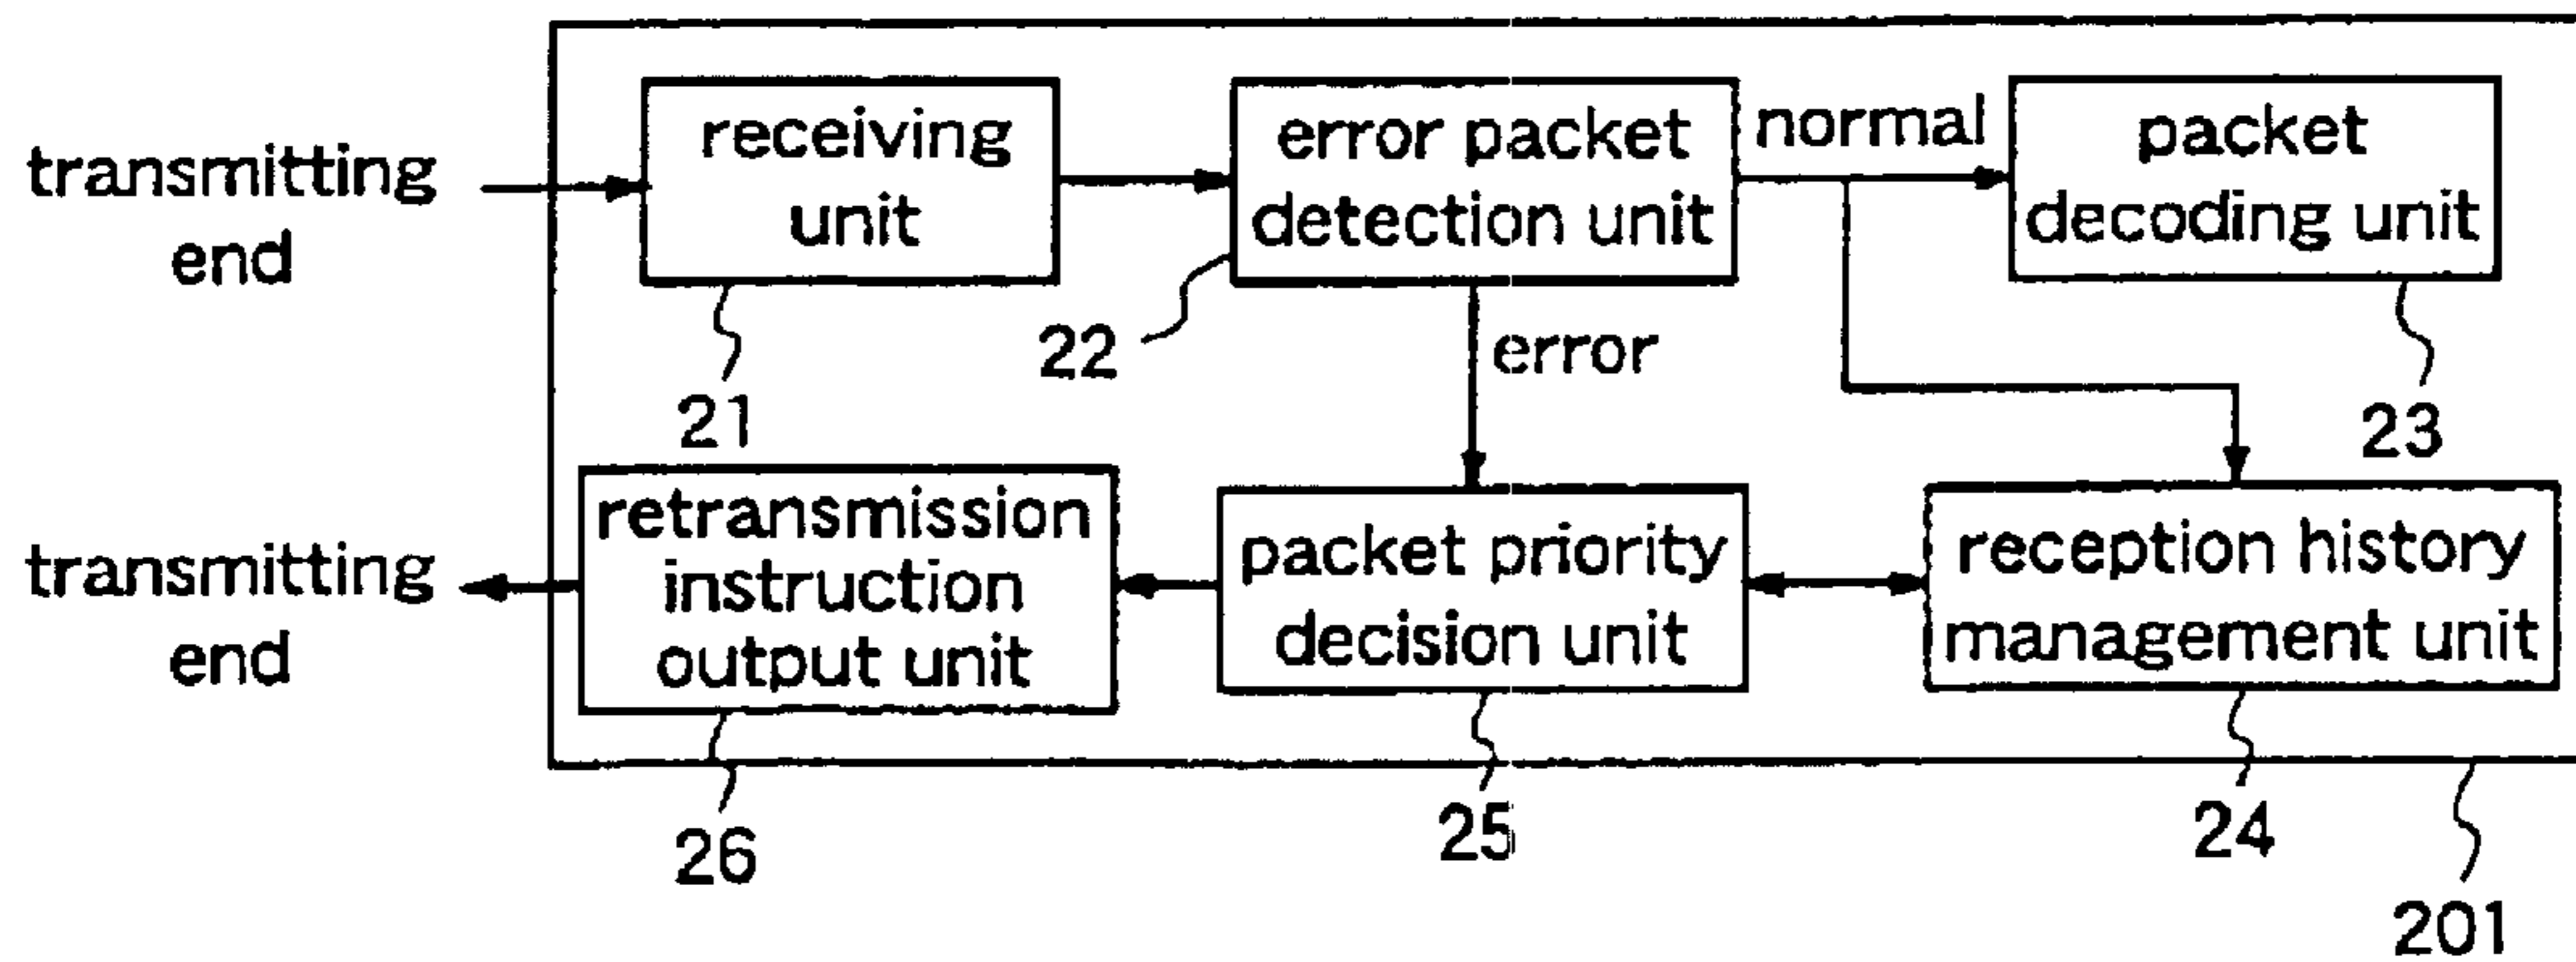 transmitting
end
receiving
unit
21
error packet
detection unit
22
normal
packet
decoding unit
23
error
transmitting
end
retransmission
instruction
output unit
26
packet priority
decision unit
25
reception history
management unit
24
201